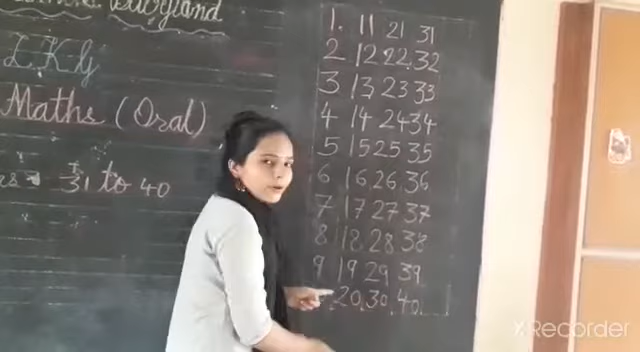 L.K.G
Maths (Oral)
31 to 40
1. 11 21 31
2 12 22 32
3 13 23 33
4 14 24 34
5 15 25 35
6 16 26 36
7 17 27 37
8 18 28 38
9 19 29 39
20 30 40
XRecorder